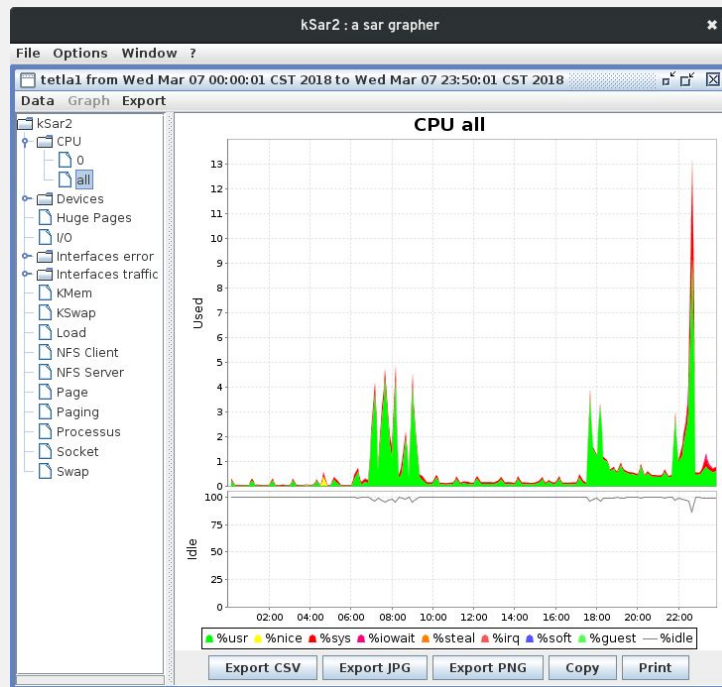 kSar2 : a sar grapher
File Options Window ?
tetla1 from Wed Mar 07 00:00:01 CST 2018 to Wed Mar 07 23:50:01 CST 2018
Data Graph Export
kSar2
CPU
0
all
Devices
Huge Pages
I/O
Interfaces error
Interfaces traffic
KMem
KSwap
Load
NFS Client
NFS Server
Page
Paging
Processus
Socket
Swap
CPU all
13
12
11
10
9
8
7
6
5
4
3
2
1
0
Used
100
75
50
25
0
Idle
02:00 04:00 06:00 08:00 10:00 12:00 14:00 16:00 18:00 20:00 22:00
%usr %nice %sys %iowait %steal %irq %soft %guest %idle
Export CSV Export JPG Export PNG Copy Print